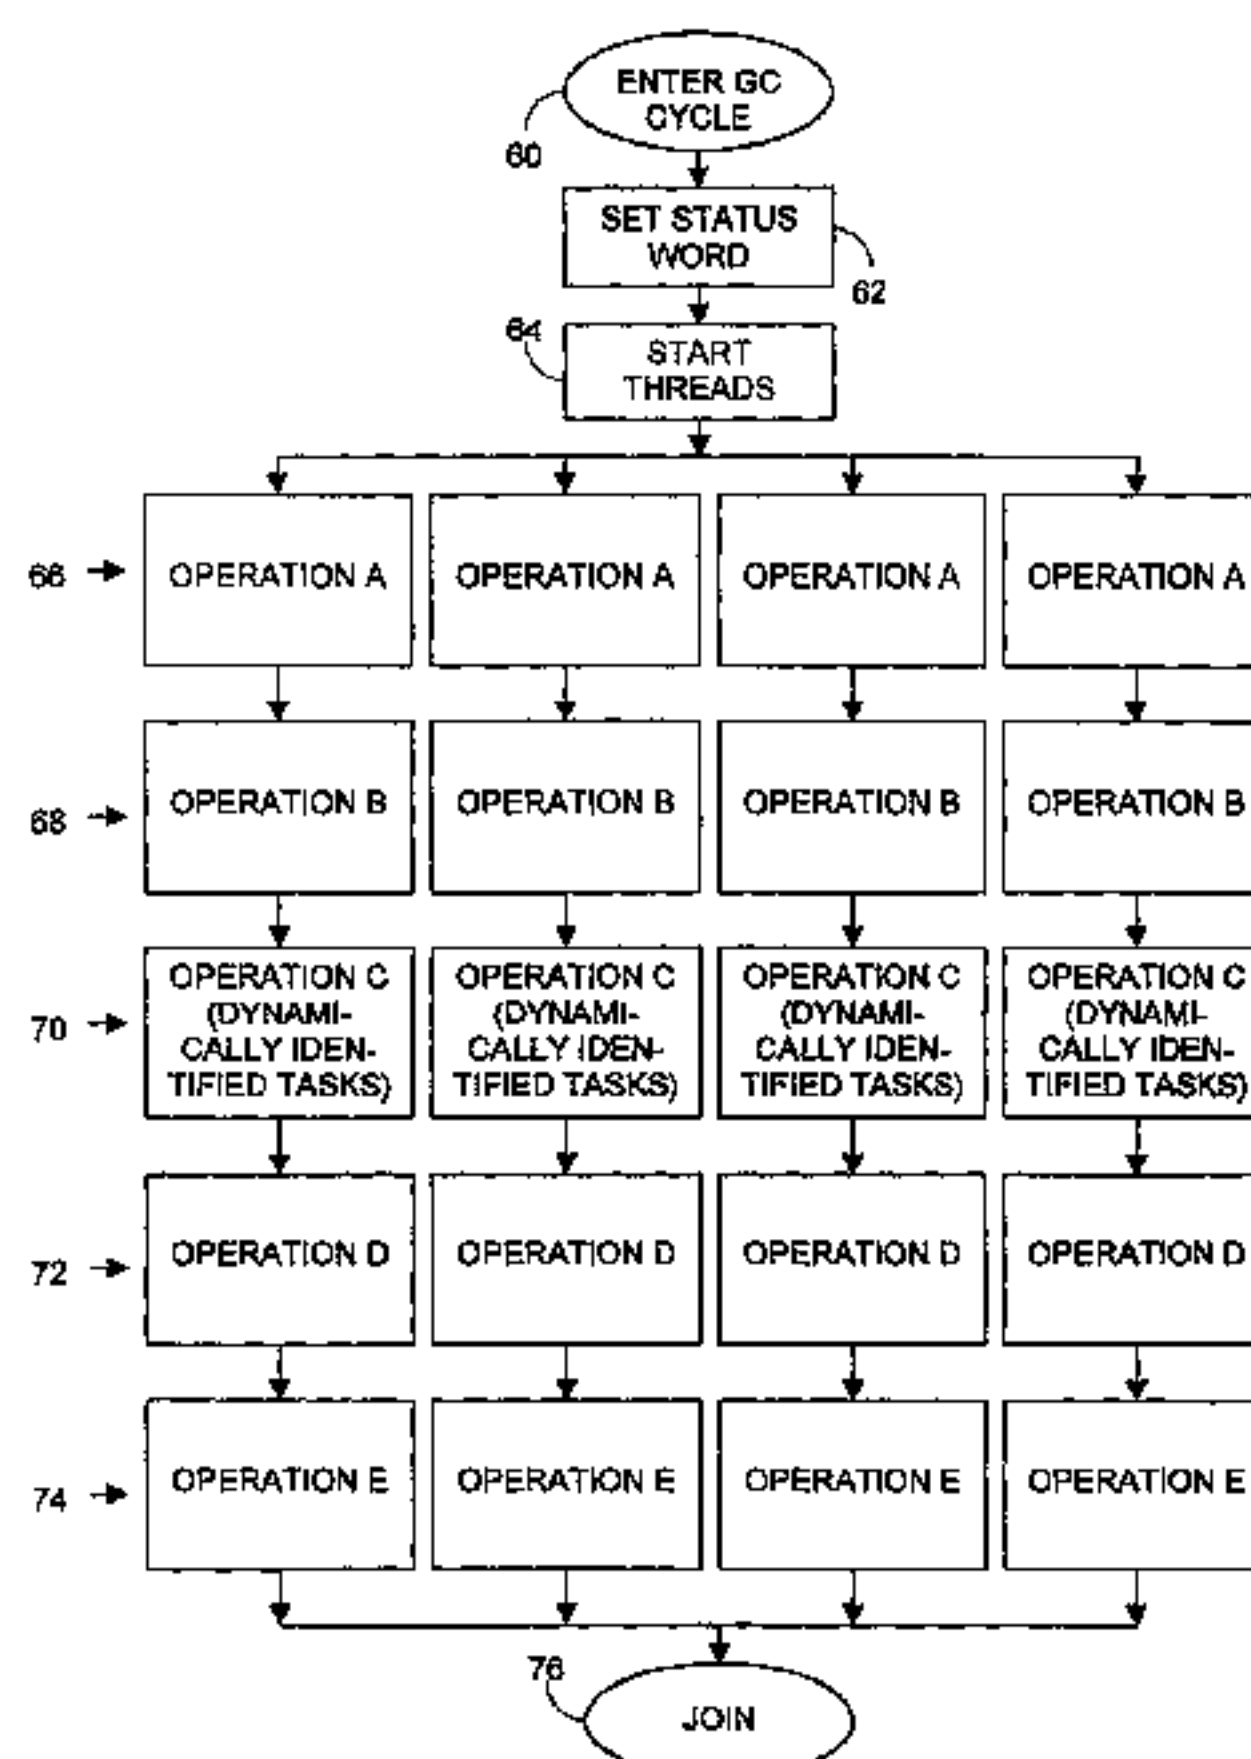 ENTER GC
CYCLE
60
SET STATUS
WORD
62
64
START
THREADS
66
OPERATION A
OPERATION A
OPERATION A
OPERATION A
68
OPERATION B
OPERATION B
OPERATION B
OPERATION B
70
OPERATION C
(DYNAMI-
CALLY IDEN-
TIFIED TASKS)
OPERATION C
(DYNAMI-
CALLY IDEN-
TIFIED TASKS)
OPERATION C
(DYNAMI-
CALLY IDEN-
TIFIED TASKS)
OPERATION C
(DYNAMI-
CALLY IDEN-
TIFIED TASKS)
72
OPERATION D
OPERATION D
OPERATION D
OPERATION D
74
OPERATION E
OPERATION E
OPERATION E
OPERATION E
76
JOIN